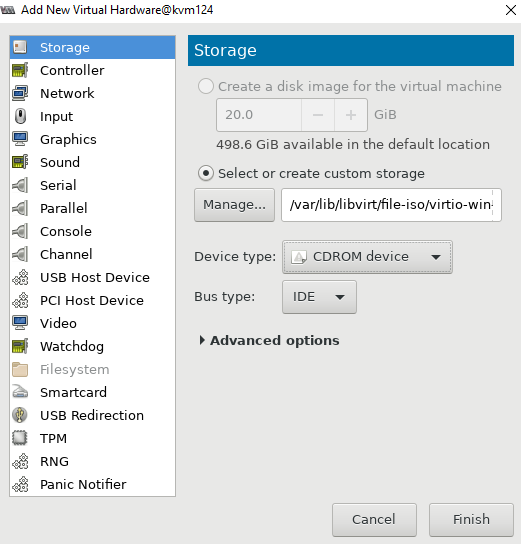 Add New Virtual Hardware@kvm124
Storage
Controller
Network
Input
Graphics
Sound
Serial
Parallel
Console
Channel
USB Host Device
PCI Host Device
Video
Watchdog
Filesystem
Smartcard
USB Redirection
TPM
RNG
Panic Notifier
Storage
Create a disk image for the virtual machine
20.0 − + GiB
498.6 GiB available in the default location
Select or create custom storage
Manage... /var/lib/libvirt/file-iso/virtio-win-
Device type: CDROM device
Bus type: IDE
Advanced options
Cancel Finish